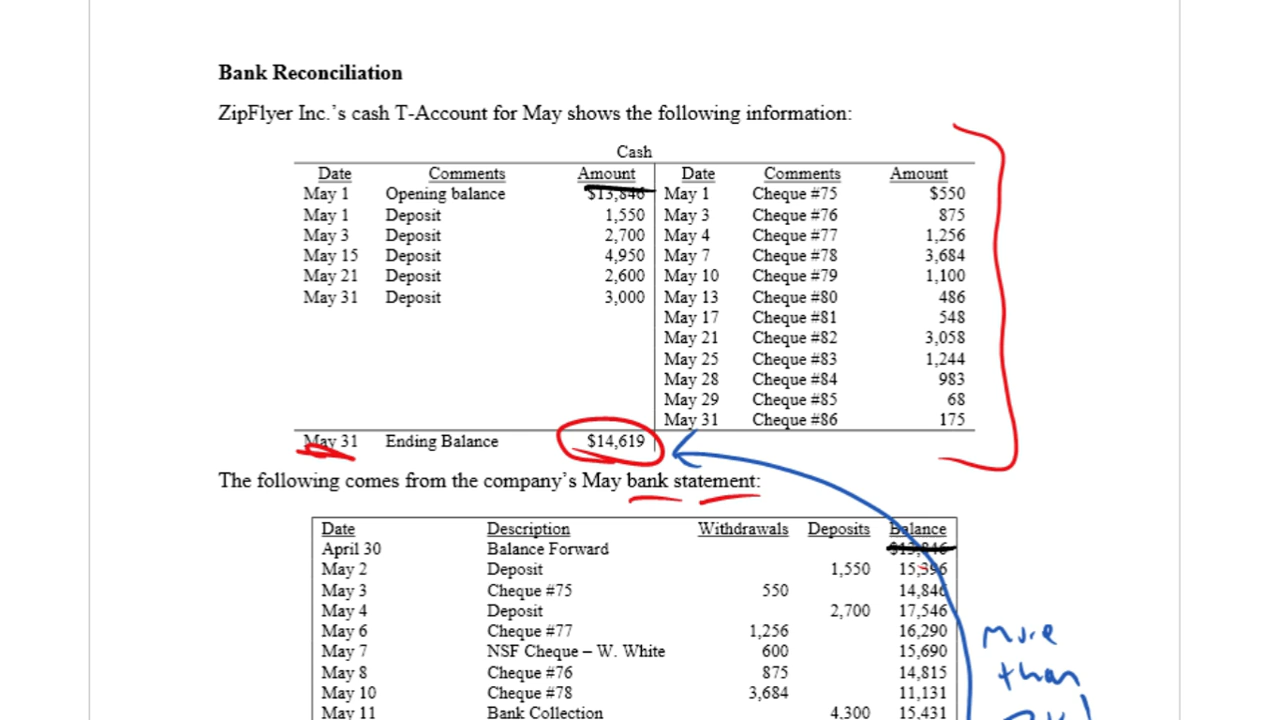 Bank Reconciliation
ZipFlyer Inc.’s cash T-Account for May shows the following information:
Cash
Date Comments Amount Date Comments Amount
May 1 Opening balance $13,846 May 1 Cheque #75 $550
May 1 Deposit 1,550 May 3 Cheque #76 875
May 3 Deposit 2,700 May 4 Cheque #77 1,256
May 15 Deposit 4,950 May 7 Cheque #78 3,684
May 21 Deposit 2,600 May 10 Cheque #79 1,100
May 31 Deposit 3,000 May 13 Cheque #80 486
May 17 Cheque #81 548
May 21 Cheque #82 3,058
May 25 Cheque #83 1,244
May 28 Cheque #84 983
May 29 Cheque #85 68
May 31 Cheque #86 175
May 31 Ending Balance $14,619
The following comes from the company’s May bank statement:
Date Description Withdrawals Deposits Balance
April 30 Balance Forward $13,846
May 2 Deposit 1,550 15,396
May 3 Cheque #75 550 14,846
May 4 Deposit 2,700 17,546
May 6 Cheque #77 1,256 16,290
May 7 NSF Cheque – W. White 600 15,690
May 8 Cheque #76 875 14,815
May 10 Cheque #78 3,684 11,131
May 11 Bank Collection 4,300 15,431
More
than